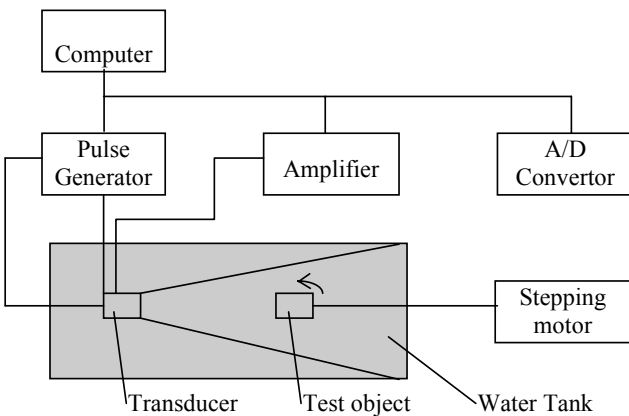 Computer
Pulse
Generator
Amplifier
A/D
Convertor
Stepping
motor
Transducer
Test object
Water Tank